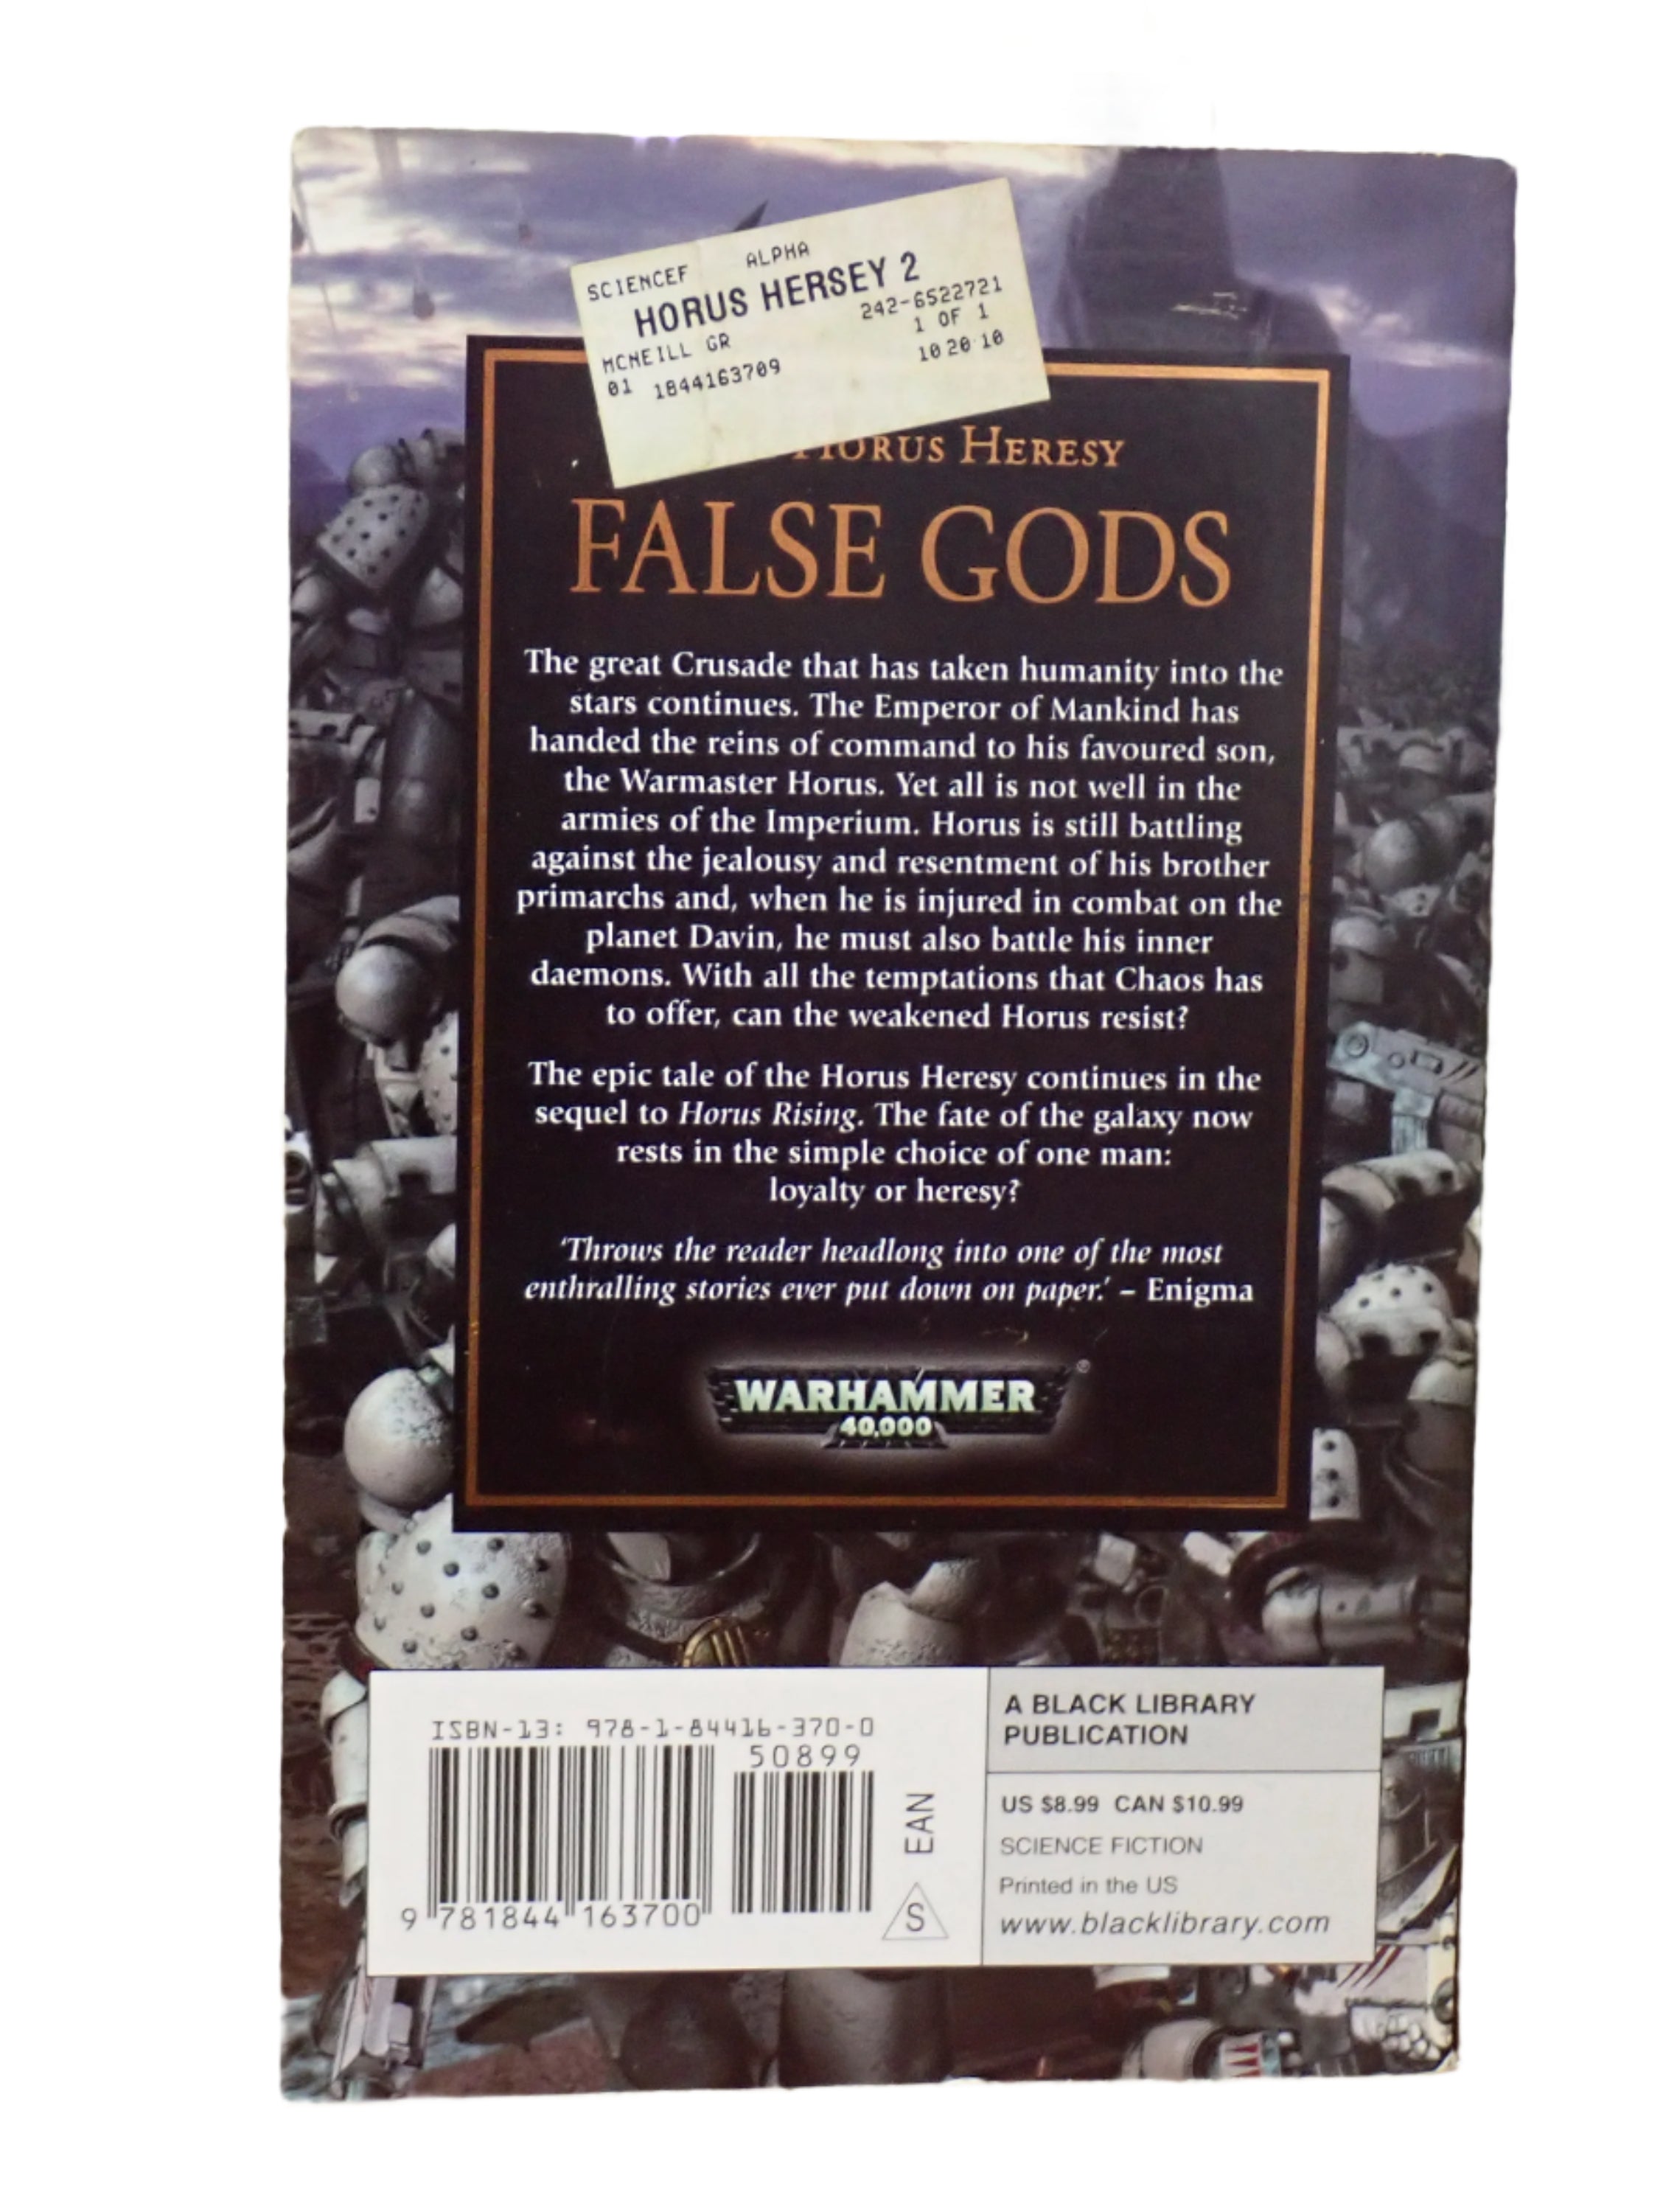 SCIENCEF ALPHA
HORUS HERSEY 2
MCNEILL GR 242-6522721
1 OF 1
01 1844163709 10 20 10
HORUS HERESY
FALSE GODS
The great Crusade that has taken humanity into the
stars continues. The Emperor of Mankind has
handed the reins of command to his favoured son,
the Warmaster Horus. Yet all is not well in the
armies of the Imperium. Horus is still battling
against the jealousy and resentment of his brother
primarchs and, when he is injured in combat on the
planet Davin, he must also battle his inner
daemons. With all the temptations that Chaos has
to offer, can the weakened Horus resist?
The epic tale of the Horus Heresy continues in the
sequel to Horus Rising. The fate of the galaxy now
rests in the simple choice of one man:
loyalty or heresy?
‘Throws the reader headlong into one of the most
enthralling stories ever put down on paper.’ – Enigma
WARHAMMER®
40,000
ISBN-13: 978-1-84416-370-0
50899
EAN
9 781844 163700
S
A BLACK LIBRARY
PUBLICATION
US $8.99 CAN $10.99
SCIENCE FICTION
Printed in the US
www.blacklibrary.com